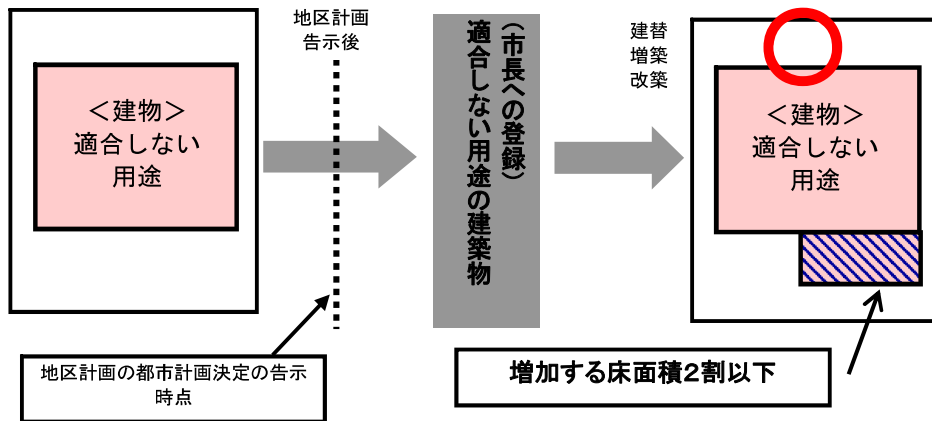 ＜建物＞
適合しない
用途
地区計画
告示後
適合しない用途の建築物
（市長への登録）
建替
増築
改築
＜建物＞
適合しない
用途
地区計画の都市計画決定の告示
時点
増加する床面積２割以下